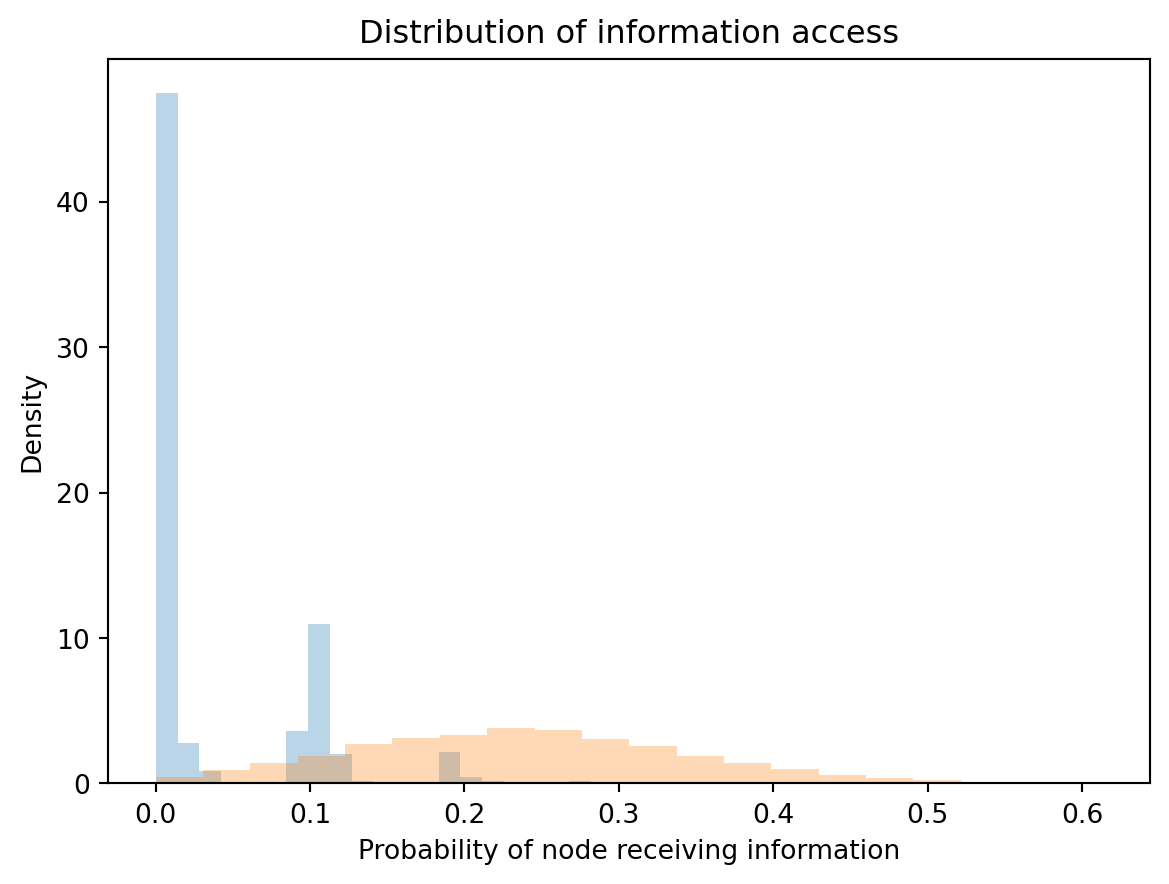 Distribution of information access
Density
40
30
20
10
0
0.0 0.1 0.2 0.3 0.4 0.5 0.6
Probability of node receiving information